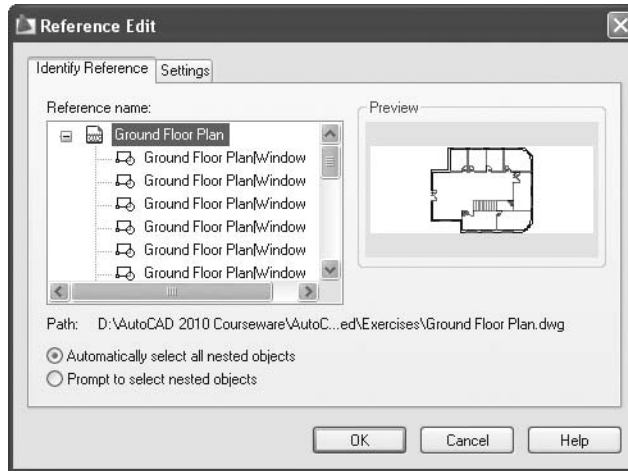 Reference Edit
Identify Reference
Settings
Reference name:
Ground Floor Plan
Ground Floor Plan|Window
Ground Floor Plan|Window
Ground Floor Plan|Window
Ground Floor Plan|Window
Ground Floor Plan|Window
Ground Floor Plan|Window
Preview
Path: D:\AutoCAD 2010 Courseware\AutoC...ed\Exercises\Ground Floor Plan.dwg
Automatically select all nested objects
Prompt to select nested objects
OK
Cancel
Help